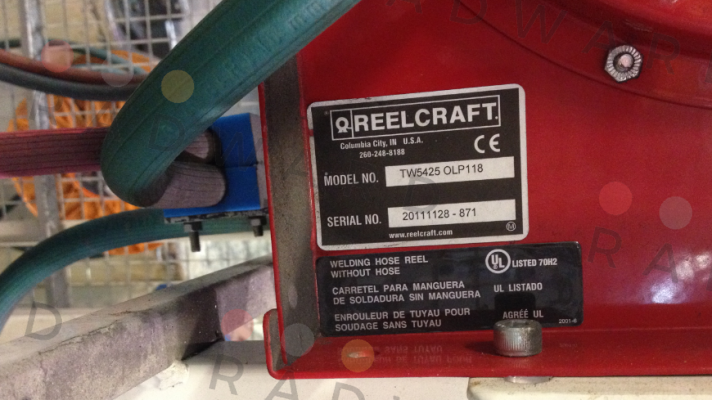 REELCRAFT.
Columbia City, IN U.S.A.
260-248-8188
CE
MODEL NO. TW5425 OLP118
SERIAL NO. 20111128 - 871
www.reelcraft.com
M
WELDING HOSE REEL
WITHOUT HOSE
UL LISTED 70H2
CARRETEL PARA MANGUERA
DE SOLDADURA SIN MANGUERA
UL LISTADO
ENROULEUR DE TUYAU POUR
SOUDAGE SANS TUYAU
AGRÉÉ UL